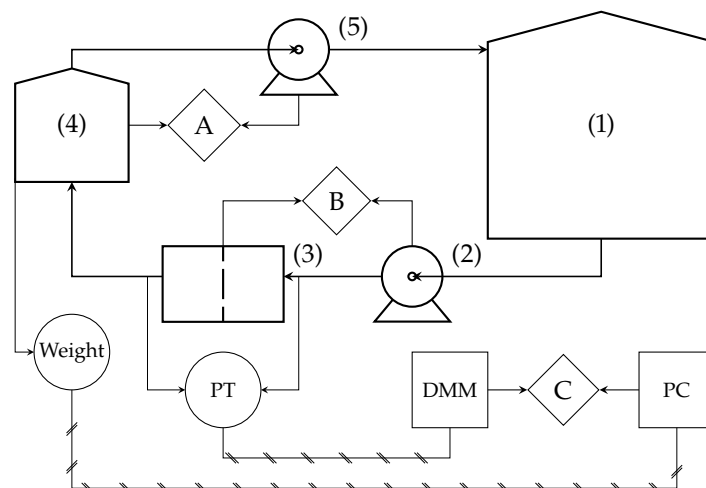 (5)
(4)
A
(1)
B
(3)
(2)
Weight
PT
DMM
C
PC